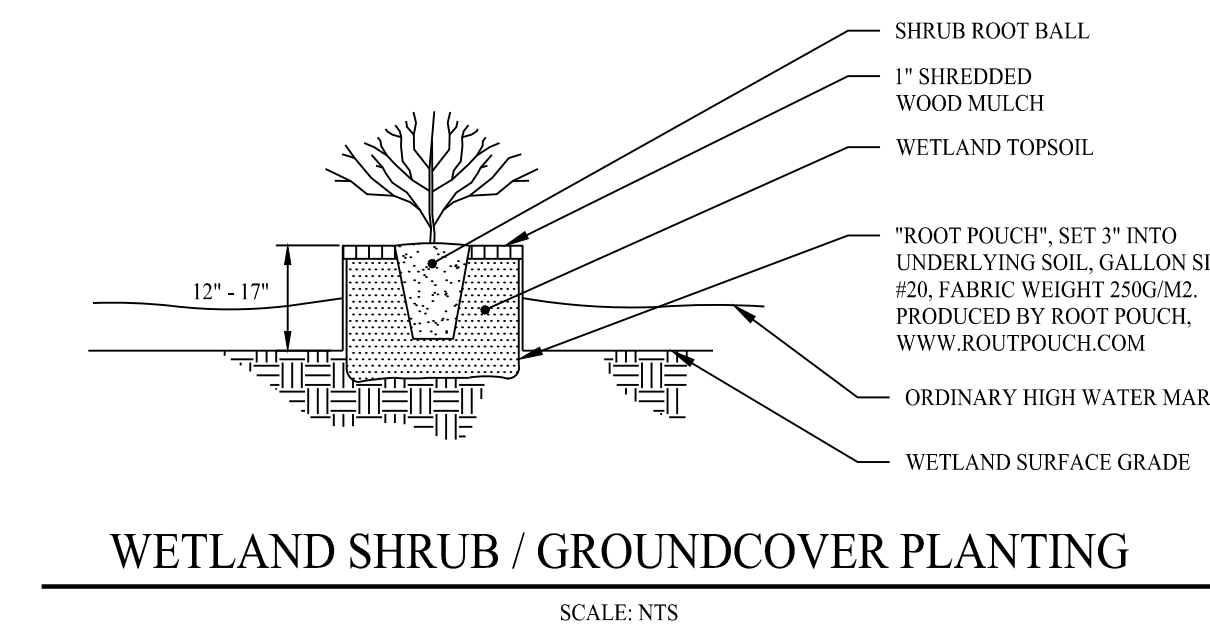 SHRUB ROOT BALL
1" SHREDDED
WOOD MULCH
WETLAND TOPSOIL
"ROOT POUCH", SET 3" INTO
UNDERLYING SOIL, GALLON SI
#20, FABRIC WEIGHT 250G/M2.
PRODUCED BY ROOT POUCH,
WWW.ROUTPOUCH.COM
12" - 17"
ORDINARY HIGH WATER MAR
WETLAND SURFACE GRADE
WETLAND SHRUB / GROUNDCOVER PLANTING
SCALE: NTS